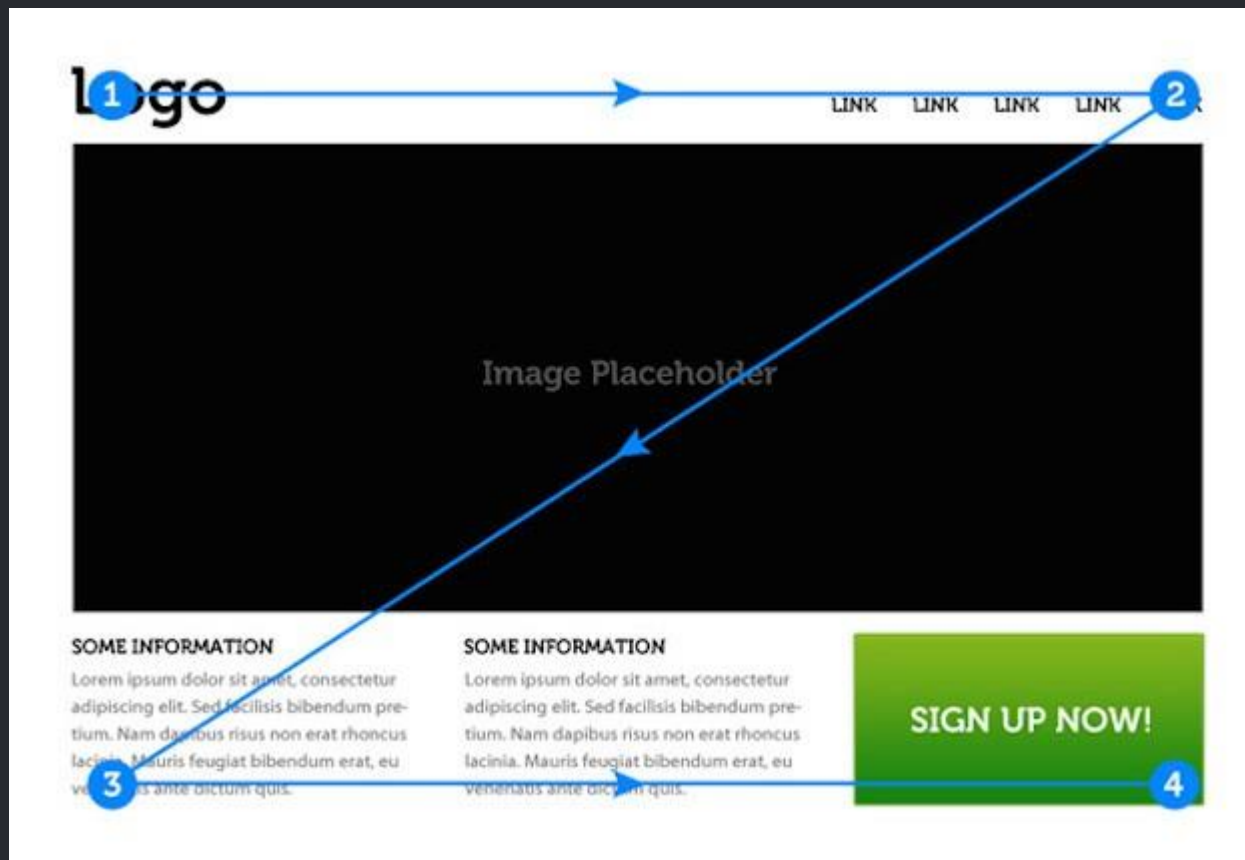 Logo
1
LINK LINK LINK LINK
2
Image Placeholder
SOME INFORMATION
Lorem ipsum dolor sit amet, consectetur
adipiscing elit. Sed facilisis bibendum pre-
tium. Nam dapibus risus non erat rhoncus
lacinia. Mauris feugiat bibendum erat, eu
venenatis ante dictum quis.
3
SOME INFORMATION
Lorem ipsum dolor sit amet, consectetur
adipiscing elit. Sed facilisis bibendum pre-
tium. Nam dapibus risus non erat rhoncus
lacinia. Mauris feugiat bibendum erat, eu
venenatis ante dictum quis.
SIGN UP NOW!
4